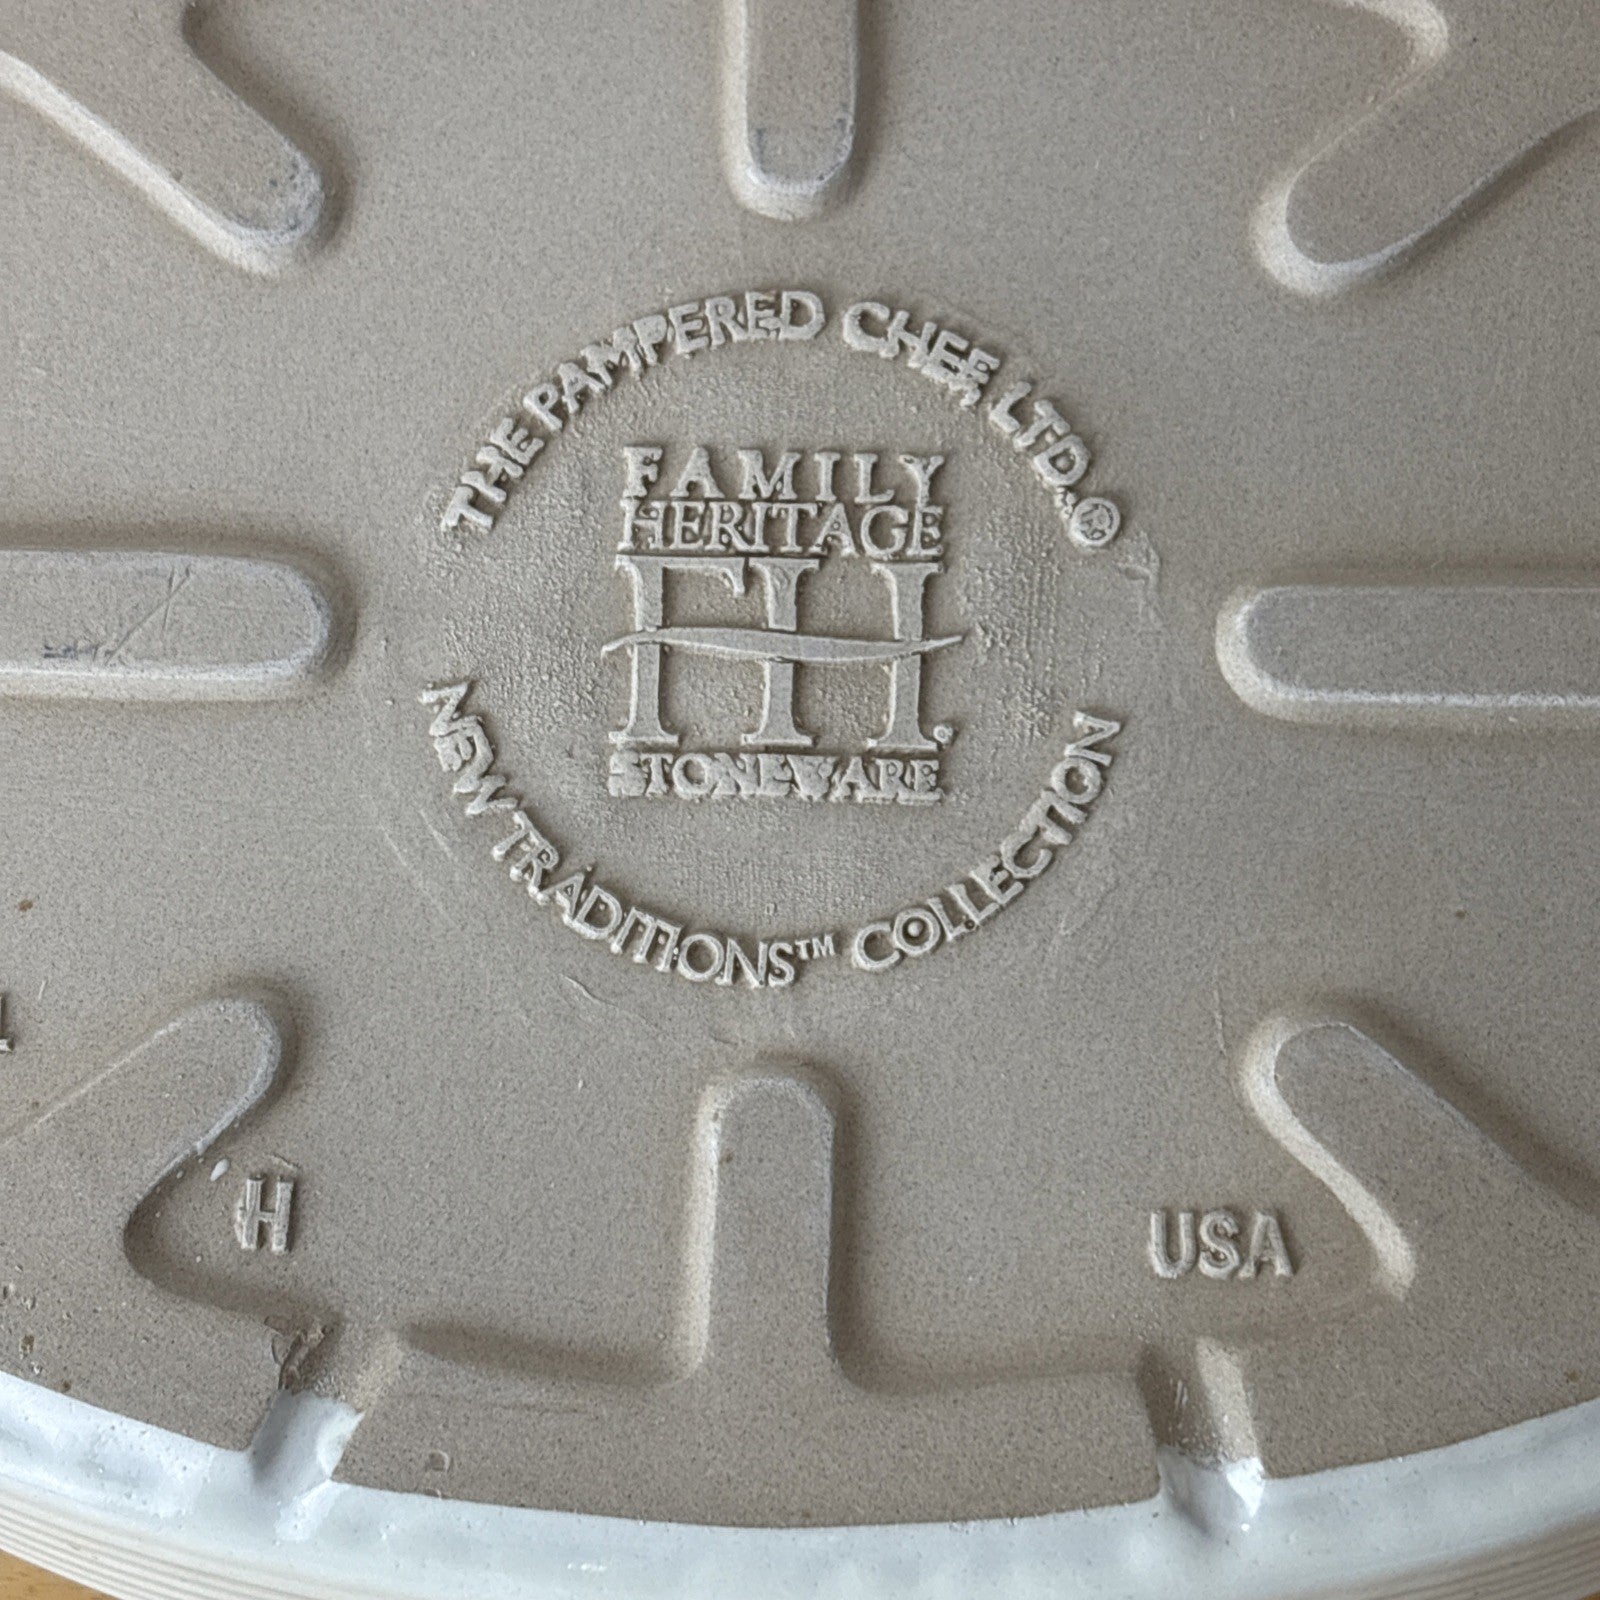 THE PAMPERED CHEF, LTD.®
FAMILY
HERITAGE
FH®
STONEWARE
NEW TRADITIONS™ COLLECTION
H
USA